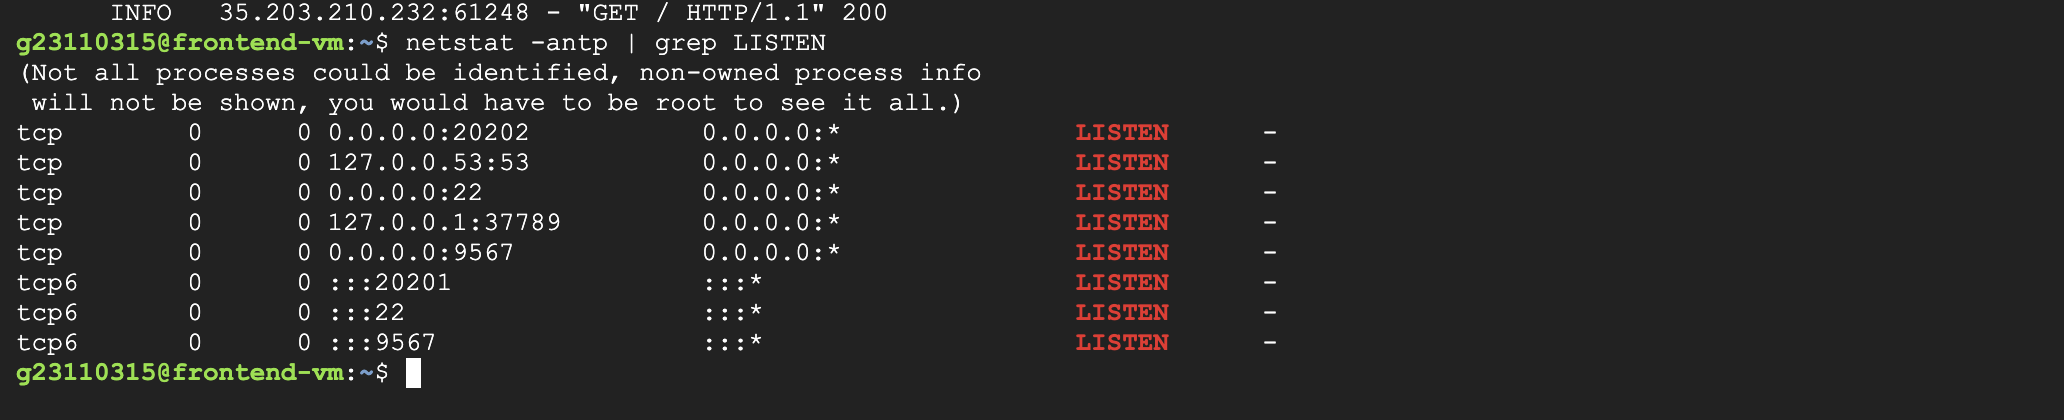 INFO   35.203.210.232:61248 - "GET / HTTP/1.1" 200
g23110315@frontend-vm:~$ netstat -antp | grep LISTEN
(Not all processes could be identified, non-owned process info
 will not be shown, you would have to be root to see it all.)
tcp        0      0 0.0.0.0:20202           0.0.0.0:*               LISTEN      -
tcp        0      0 127.0.0.53:53           0.0.0.0:*               LISTEN      -
tcp        0      0 0.0.0.0:22              0.0.0.0:*               LISTEN      -
tcp        0      0 127.0.0.1:37789         0.0.0.0:*               LISTEN      -
tcp        0      0 0.0.0.0:9567            0.0.0.0:*               LISTEN      -
tcp6       0      0 :::20201                :::*                    LISTEN      -
tcp6       0      0 :::22                   :::*                    LISTEN      -
tcp6       0      0 :::9567                 :::*                    LISTEN      -
g23110315@frontend-vm:~$